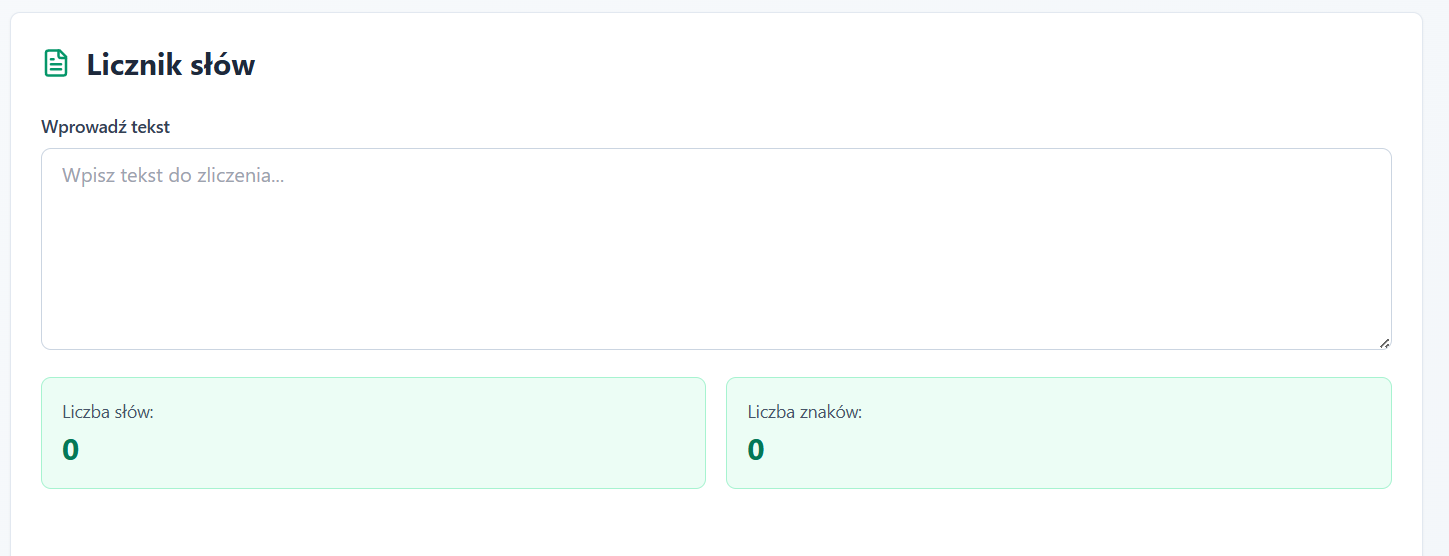 Licznik słów
Wprowadź tekst
Wpisz tekst do zliczenia...
Liczba słów:
0
Liczba znaków:
0